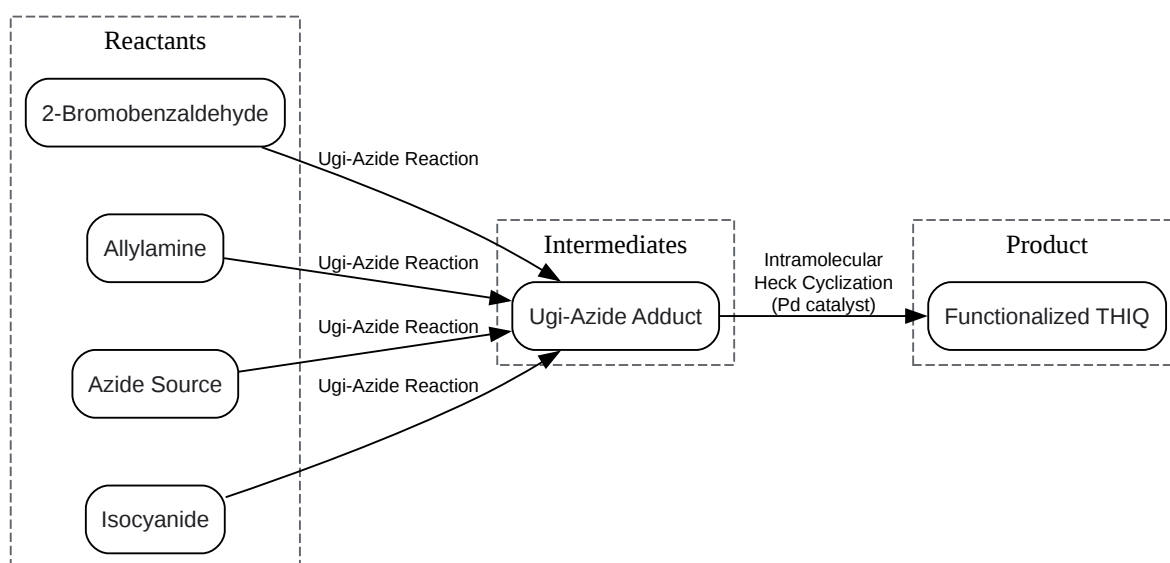 Reactants
2-Bromobenzaldehyde
Ugi-Azide Reaction
Allylamine
Ugi-Azide Reaction
Ugi-Azide Reaction
Azide Source
Ugi-Azide Reaction
Isocyanide
Intermediates
Ugi-Azide Adduct
Intramolecular
Heck Cyclization
(Pd catalyst)
Product
Functionalized THIQ